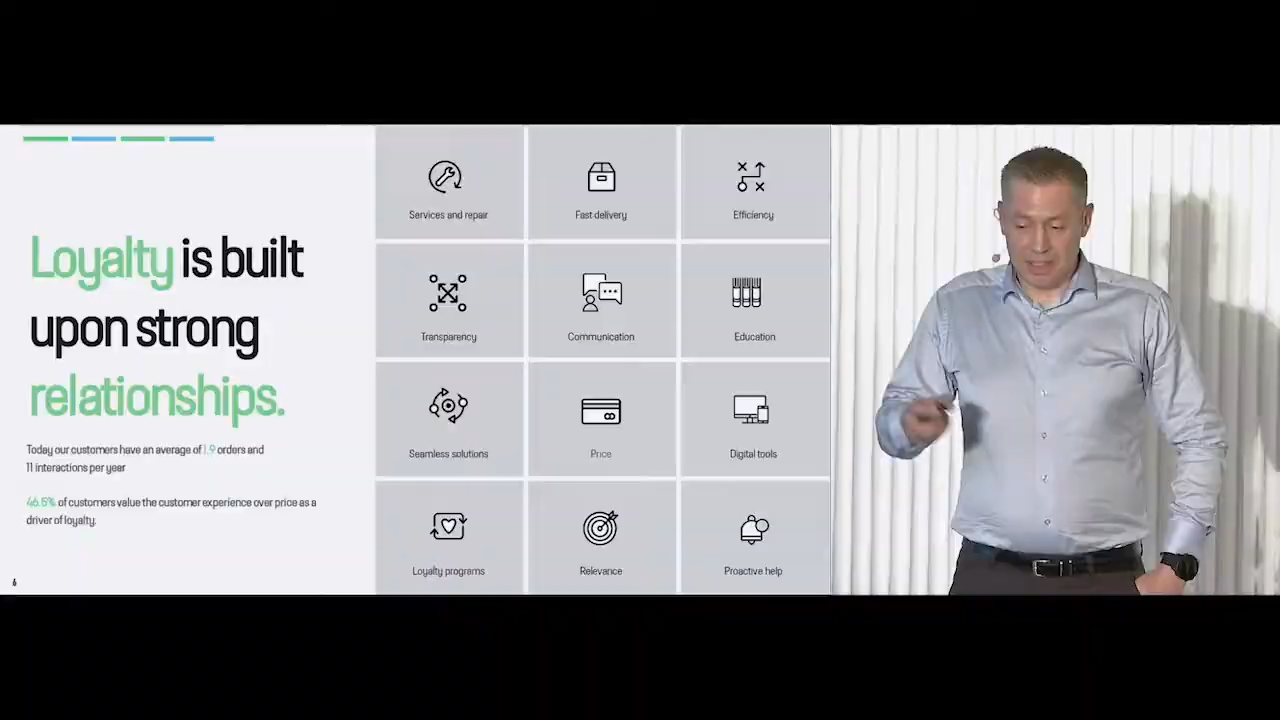 Loyalty is built
upon strong
relationships.
Today our customers have an average of 1.9 orders and
11 interactions per year
46.5% of customers value the customer experience over price as a
driver of loyalty.
6
Services and repair
Fast delivery
Efficiency
Transparency
Communication
Education
Seamless solutions
Price
Digital tools
Loyalty programs
Relevance
Proactive help